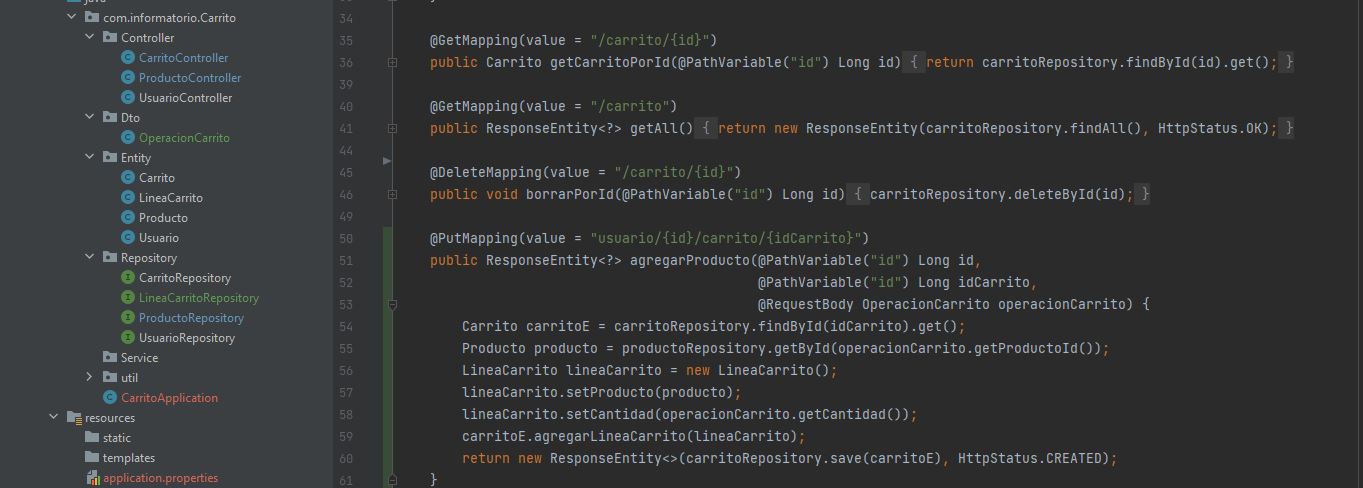 java
com.informatorio.Carrito
Controller
CarritoController
ProductoController
UsuarioController
Dto
OperacionCarrito
Entity
Carrito
LineaCarrito
Producto
Usuario
Repository
CarritoRepository
LineaCarritoRepository
ProductoRepository
UsuarioRepository
Service
util
CarritoApplication
resources
static
templates
application.properties
34
35 @GetMapping(value = "/carrito/{id}")
36 public Carrito getCarritoPorId(@PathVariable("id") Long id) { return carritoRepository.findById(id).get(); }
39
40 @GetMapping(value = "/carrito")
41 public ResponseEntity<?> getAll() { return new ResponseEntity(carritoRepository.findAll(), HttpStatus.OK); }
44
45 @DeleteMapping(value = "/carrito/{id}")
46 public void borrarPorId(@PathVariable("id") Long id) { carritoRepository.deleteById(id); }
49
50 @PutMapping(value = "usuario/{id}/carrito/{idCarrito}")
51 public ResponseEntity<?> agregarProducto(@PathVariable("id") Long id,
52 @PathVariable("id") Long idCarrito,
53 @RequestBody OperacionCarrito operacionCarrito) {
54 Carrito carritoE = carritoRepository.findById(idCarrito).get();
55 Producto producto = productoRepository.getById(operacionCarrito.getProductoId());
56 LineaCarrito lineaCarrito = new LineaCarrito();
57 lineaCarrito.setProducto(producto);
58 lineaCarrito.setCantidad(operacionCarrito.getCantidad());
59 carritoE.agregarLineaCarrito(lineaCarrito);
60 return new ResponseEntity<>(carritoRepository.save(carritoE), HttpStatus.CREATED);
61 }